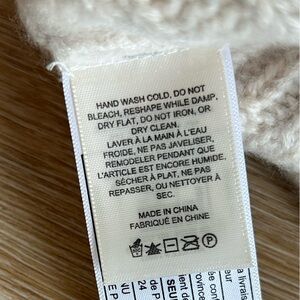 HAND WASH COLD, DO NOT
BLEACH, RESHAPE WHILE DAMP.
DRY FLAT, DO NOT IRON, OR
DRY CLEAN.
LAVER À LA MAIN À L'EAU
FROIDE, NE PAS JAVELISER,
REMODELER PENDANT QUE
L'ARTICLE EST ENCORE HUMIDE,
SÉCHER À PLAT, NE PAS
REPASSER, OU NETTOYER À
SEC.
MADE IN CHINA
FABRIQUÉ EN CHINE
P